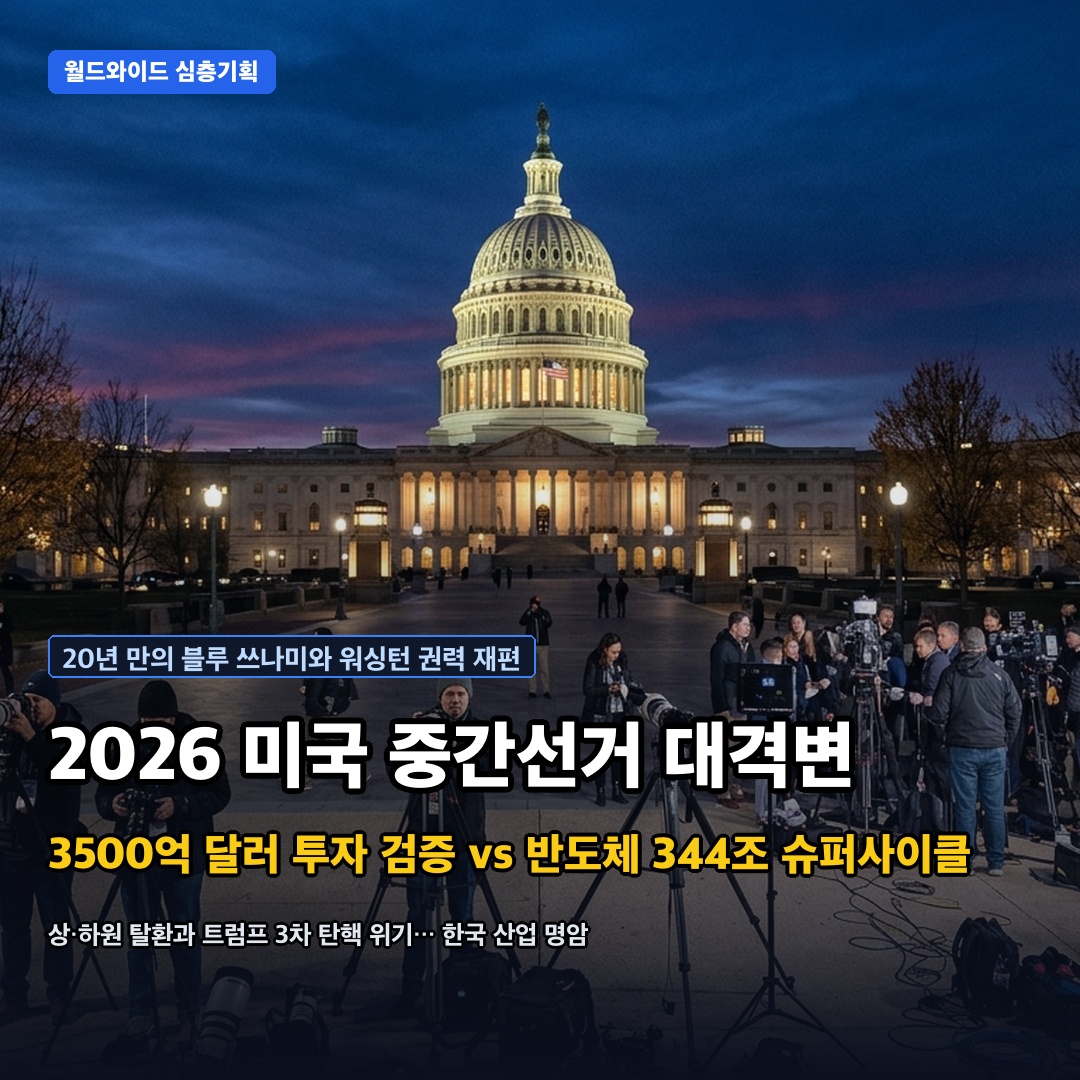 월드와이드 심층기획
20년 만의 블루 쓰나미와 워싱턴 권력 재편
2026 미국 중간선거 대격변
3500억 달러 투자 검증 vs 반도체 344조 슈퍼사이클
상·하원 탈환과 트럼프 3차 탄핵 위기… 한국 산업 명암